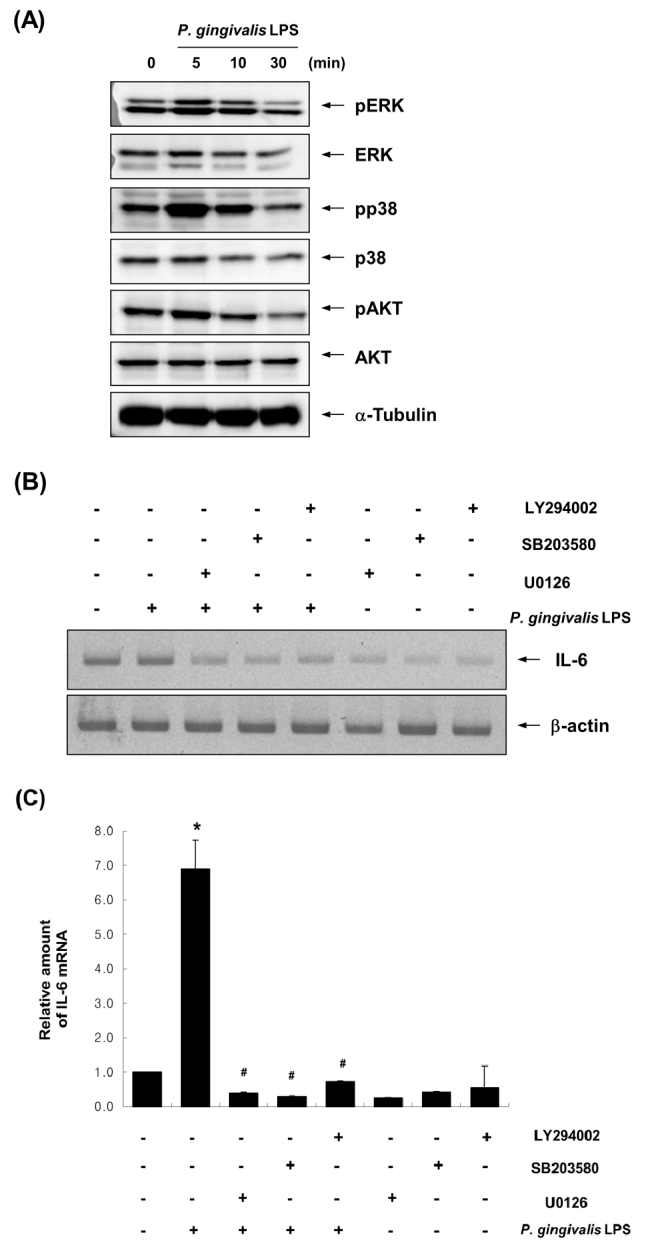 (A)
P. gingivalis LPS
0 5 10 30 (min)
pERK
ERK
pp38
p38
pAKT
AKT
α-Tubulin
(B)
- - - - + - - + LY294002
- - - + - - + - SB203580
- - + - - + - - U0126
- + + + + - - - P. gingivalis LPS
IL-6
β-actin
(C)
Relative amount
of IL-6 mRNA
8.0
7.0
6.0
5.0
4.0
3.0
2.0
1.0
0.0
*
# # #
- - - - + - - + LY294002
- - - + - - + - SB203580
- - + - - + - - U0126
- + + + + - - - P. gingivalis LPS